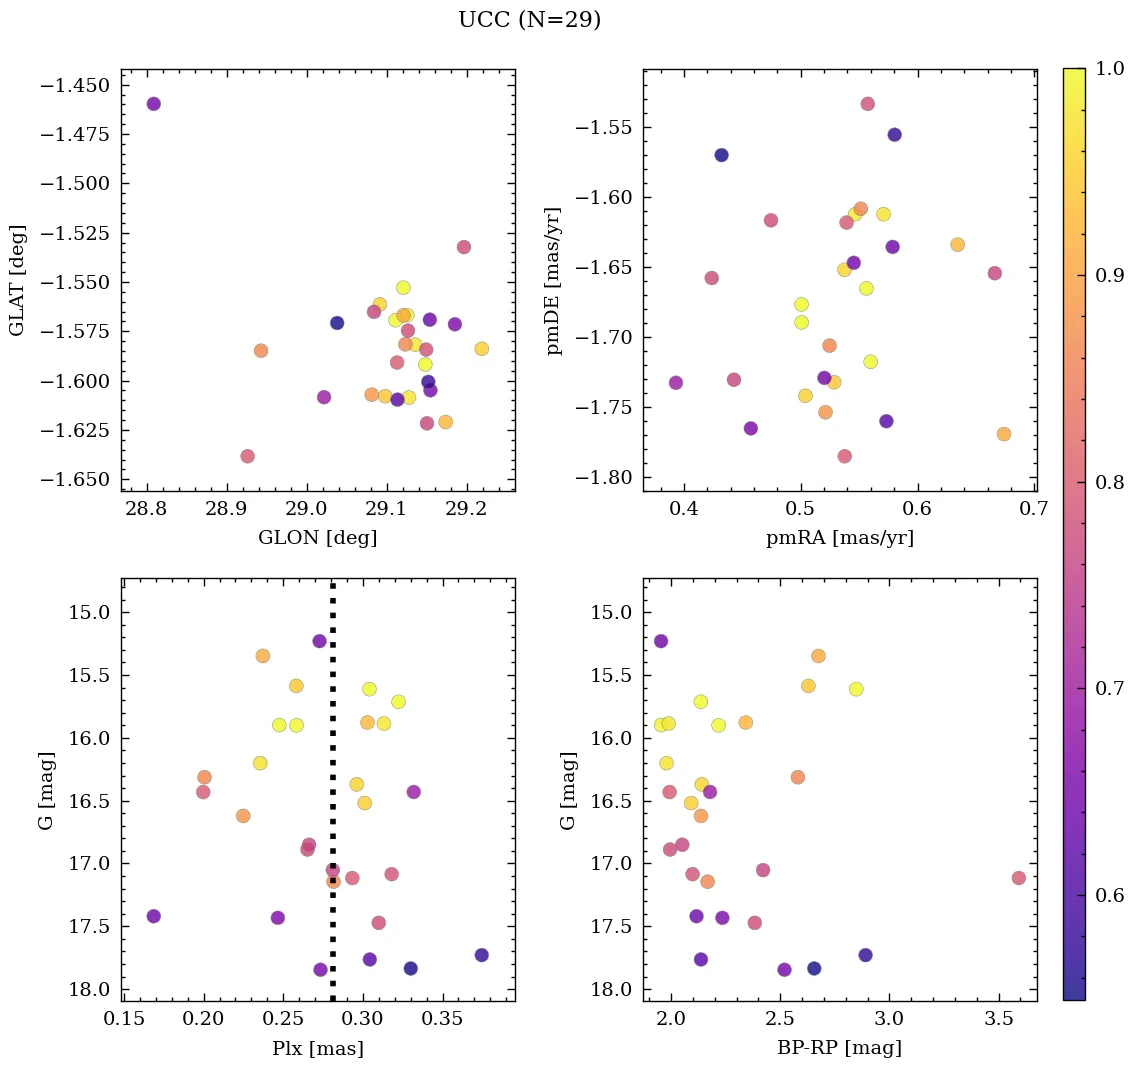 UCC (N=29)
−1.450
−1.475
−1.500
−1.525
−1.550
−1.575
−1.600
−1.625
−1.650
GLAT [deg]
28.8 28.9 29.0 29.1 29.2
GLON [deg]
−1.55
−1.60
−1.65
−1.70
−1.75
−1.80
pmDE [mas/yr]
0.4 0.5 0.6 0.7
pmRA [mas/yr]
15.0
15.5
16.0
16.5
17.0
17.5
18.0
G [mag]
0.15 0.20 0.25 0.30 0.35
Plx [mas]
15.0
15.5
16.0
16.5
17.0
17.5
18.0
G [mag]
2.0 2.5 3.0 3.5
BP-RP [mag]
1.0
0.9
0.8
0.7
0.6